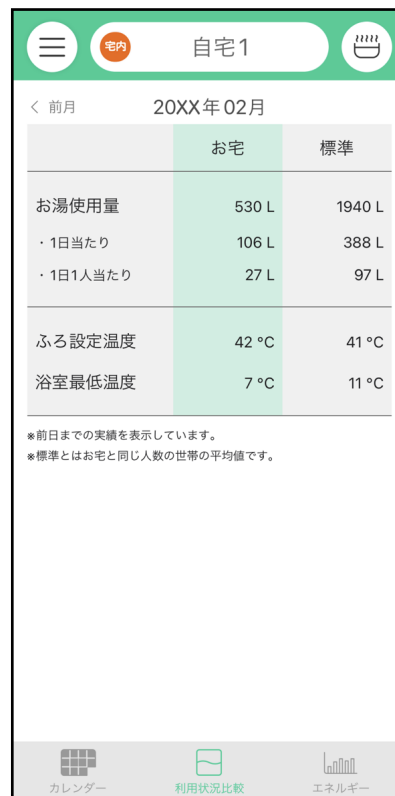 宅内 自宅1
< 前月 20XX年02月
お宅 標準
お湯使用量 530 L 1940 L
・1日当たり 106 L 388 L
・1日1人当たり 27 L 97 L
ふろ設定温度 42 °C 41 °C
浴室最低温度 7 °C 11 °C
※前日までの実績を表示しています。
※標準とはお宅と同じ人数の世帯の平均値です。
カレンダー 利用状況比較 エネルギー